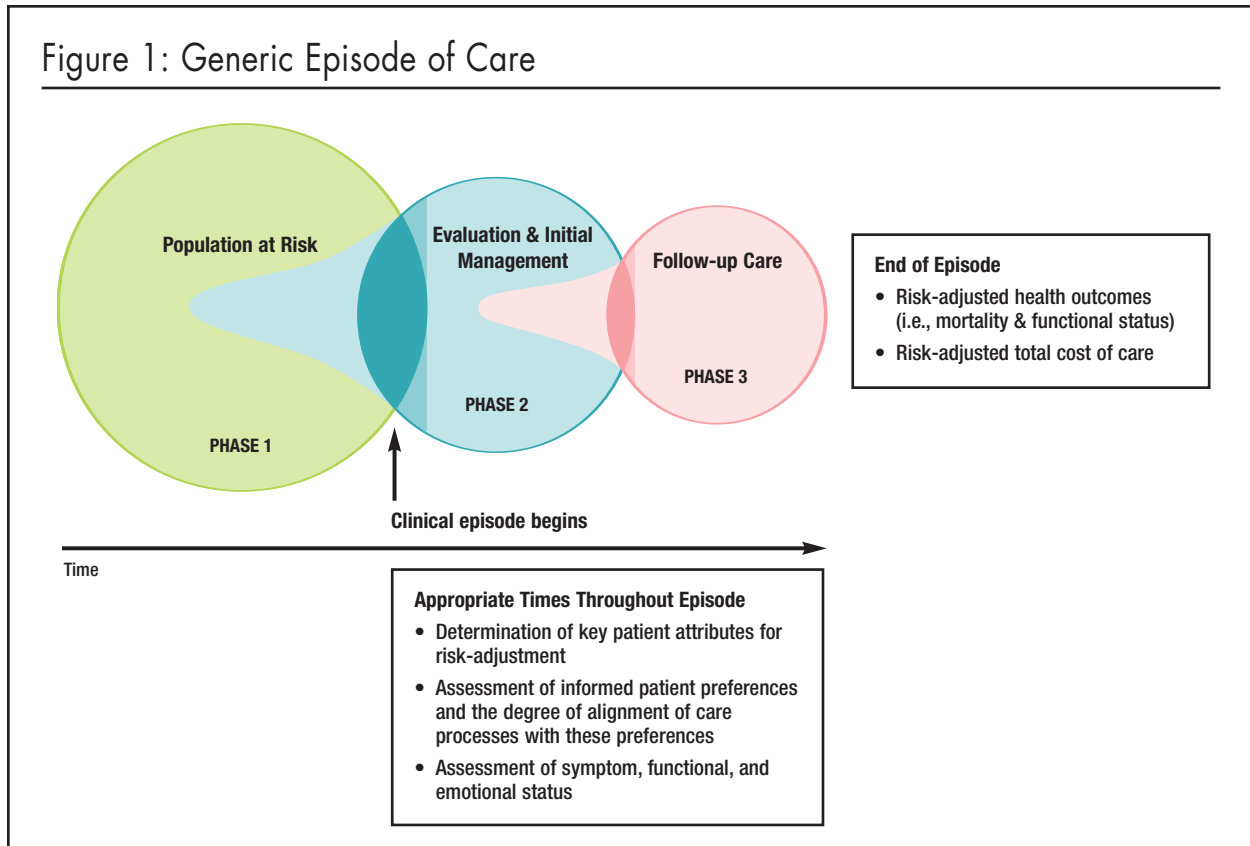 Figure 1: Generic Episode of Care
Population at Risk
PHASE 1
Evaluation & Initial
Management
PHASE 2
Follow-up Care
PHASE 3
End of Episode
• Risk-adjusted health outcomes
(i.e., mortality & functional status)
• Risk-adjusted total cost of care
Clinical episode begins
Time
Appropriate Times Throughout Episode
• Determination of key patient attributes for
risk-adjustment
• Assessment of informed patient preferences
and the degree of alignment of care
processes with these preferences
• Assessment of symptom, functional, and
emotional status